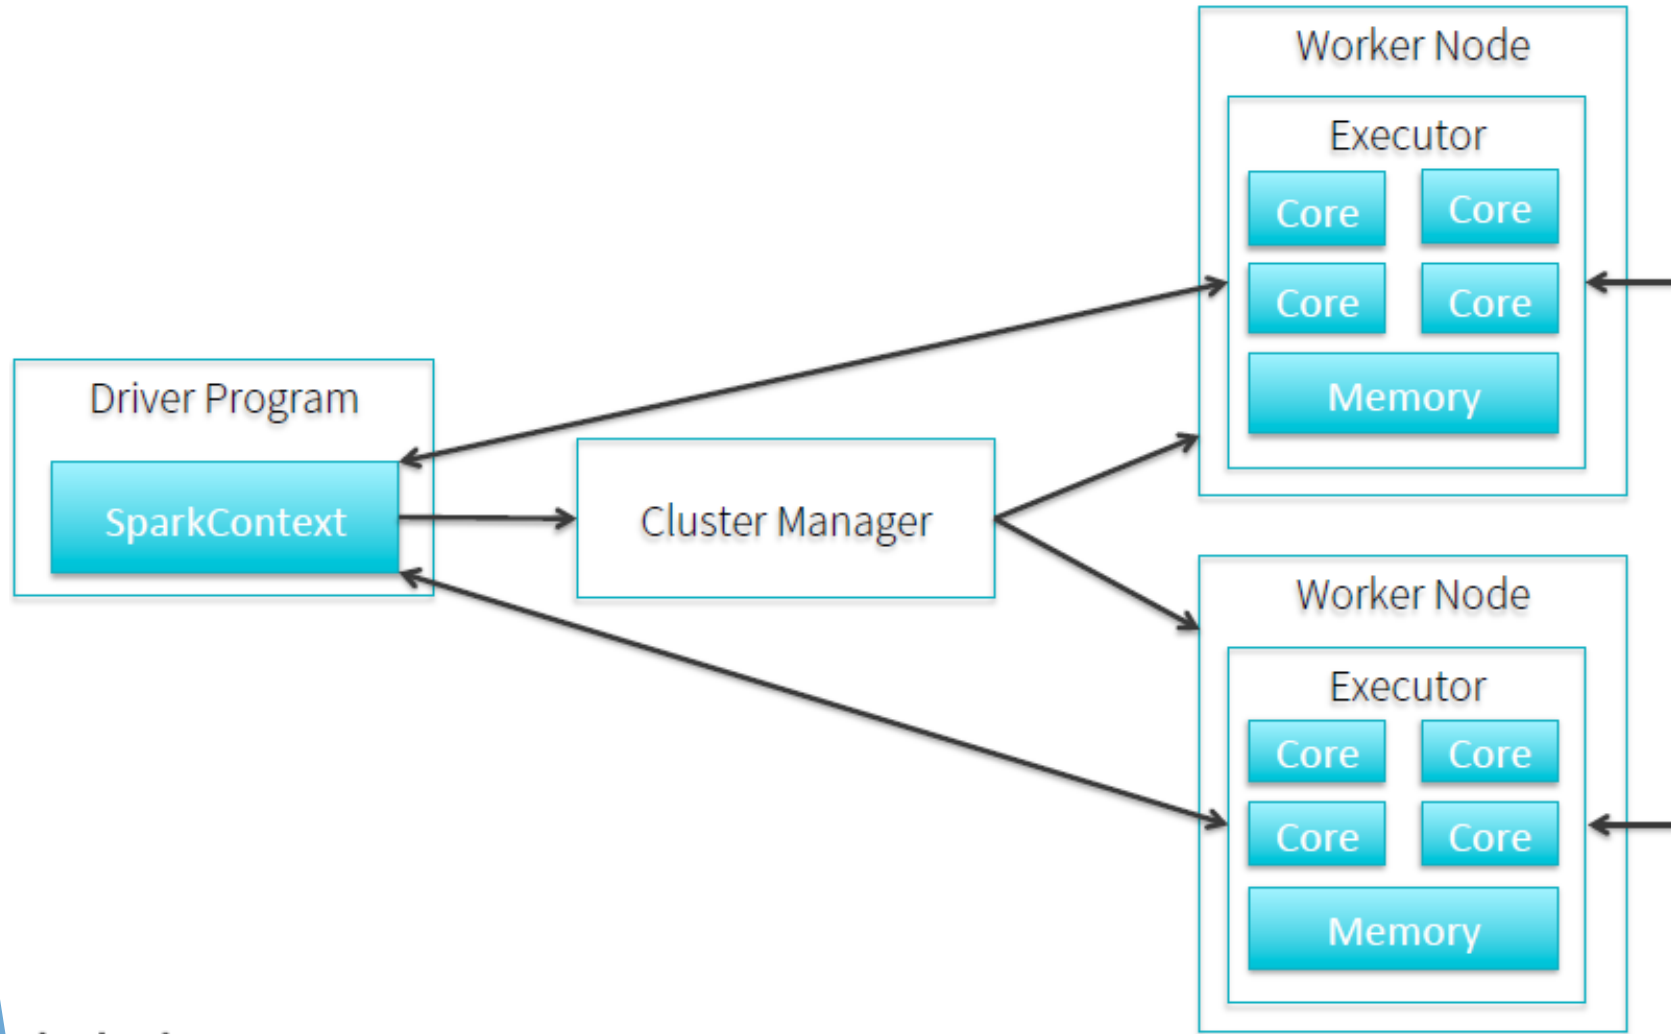 Worker Node
Executor
Core Core
Core Core
Memory
Driver Program
SparkContext
Cluster Manager
Worker Node
Executor
Core Core
Core Core
Memory